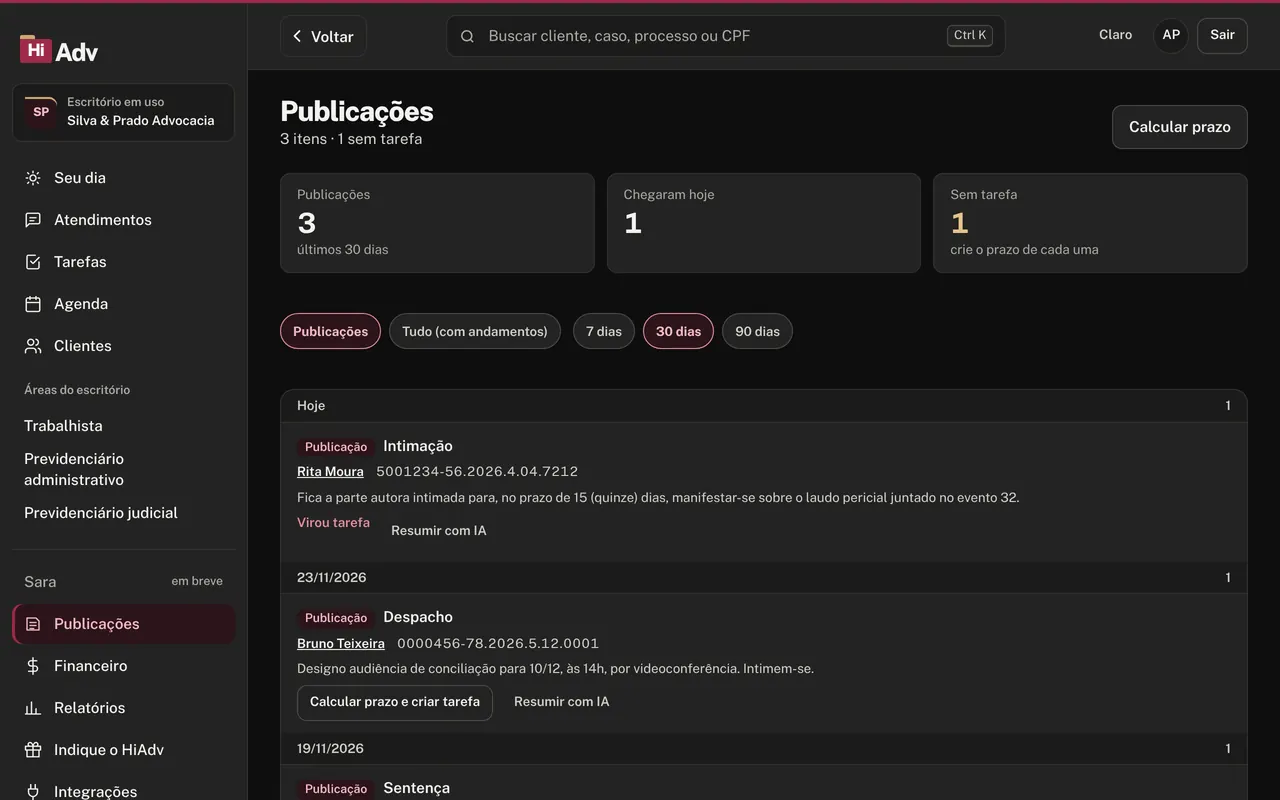 Hi Adv
Escritório em uso
SP
Silva & Prado Advocacia
Seu dia
Atendimentos
Tarefas
Agenda
Clientes
Áreas do escritório
Trabalhista
Previdenciário
administrativo
Previdenciário judicial
Sara
em breve
Publicações
Financeiro
Relatórios
Indique o HiAdv
Integrações
Voltar
Buscar cliente, caso, processo ou CPF
Ctrl K
Claro
AP
Sair
Publicações
3 itens · 1 sem tarefa
Calcular prazo
Publicações
3
últimos 30 dias
Chegaram hoje
1
Sem tarefa
1
crie o prazo de cada uma
Publicações
Tudo (com andamentos)
7 dias
30 dias
90 dias
Hoje
1
Publicação Intimação
Rita Moura 5001234-56.2026.4.04.7212
Fica a parte autora intimada para, no prazo de 15 (quinze) dias, manifestar-se sobre o laudo pericial juntado no evento 32.
Virou tarefa
Resumir com IA
23/11/2026
1
Publicação Despacho
Bruno Teixeira 0000456-78.2026.5.12.0001
Designo audiência de conciliação para 10/12, às 14h, por videoconferência. Intimem-se.
Calcular prazo e criar tarefa
Resumir com IA
19/11/2026
1
Publicação Sentença